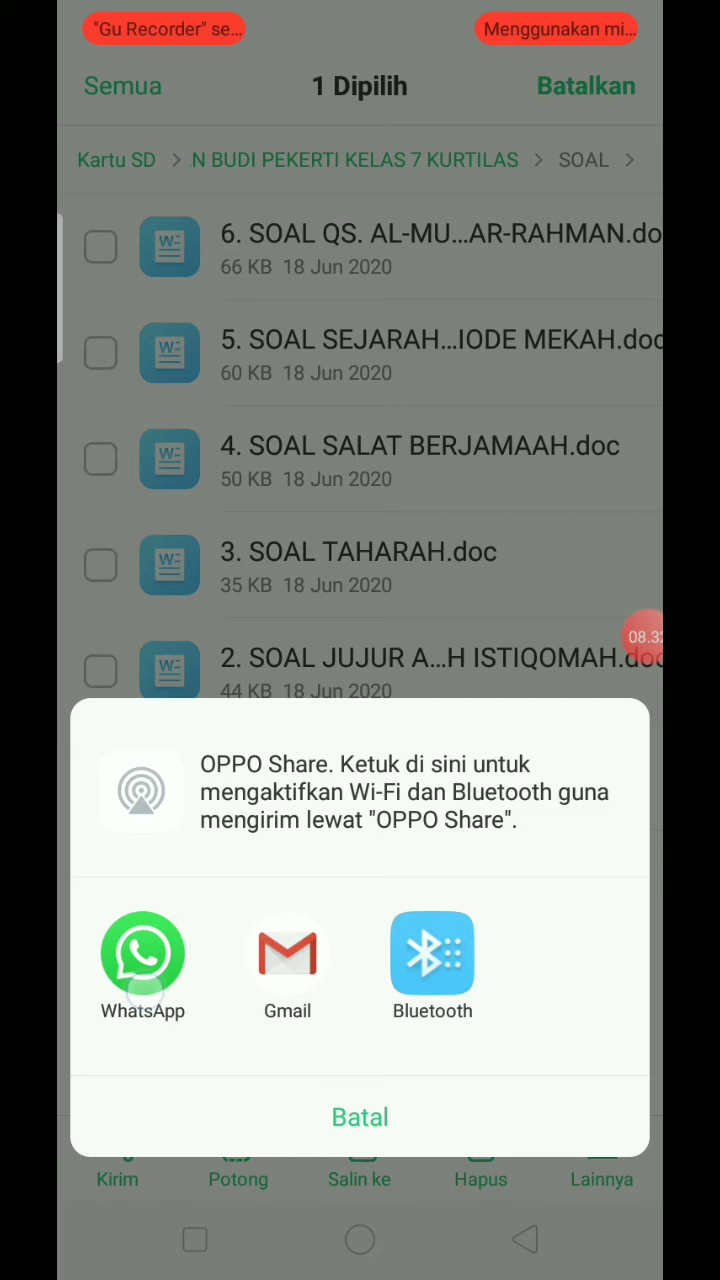 "Gu Recorder" se...
Menggunakan mi...
Semua
1 Dipilih
Batalkan
Kartu SD > .N BUDI PEKERTI KELAS 7 KURTILAS > SOAL >
6. SOAL QS. AL-MU...AR-RAHMAN.do
66 KB 18 Jun 2020
5. SOAL SEJARAH...IODE MEKAH.doc
60 KB 18 Jun 2020
4. SOAL SALAT BERJAMAAH.doc
50 KB 18 Jun 2020
3. SOAL TAHARAH.doc
35 KB 18 Jun 2020
08.32
2. SOAL JUJUR A...H ISTIQOMAH.doc
44 KB 18 Jun 2020
OPPO Share. Ketuk di sini untuk
mengaktifkan Wi-Fi dan Bluetooth guna
mengirim lewat "OPPO Share".
WhatsApp
Gmail
Bluetooth
Batal
Kirim
Potong
Salin ke
Hapus
Lainnya